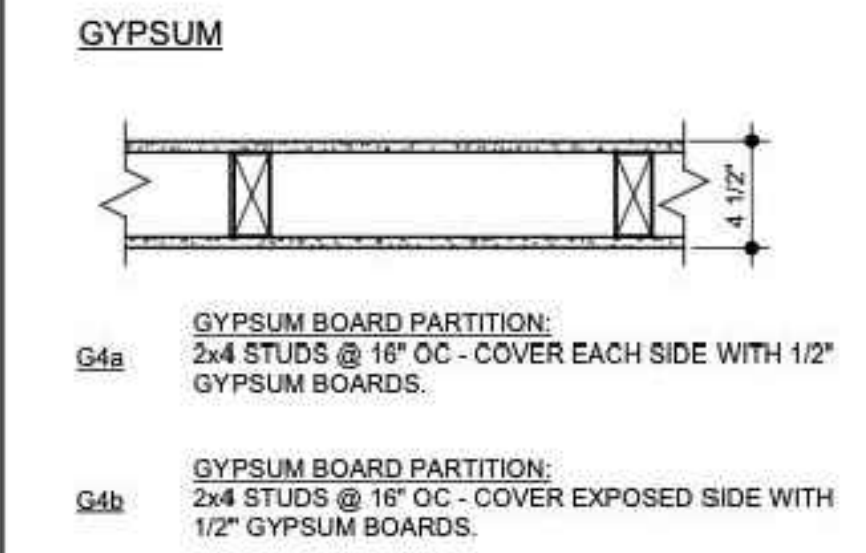 GYPSUM
4 1/2"
GYPSUM BOARD PARTITION:
G4a 2x4 STUDS @ 16" OC - COVER EACH SIDE WITH 1/2"
GYPSUM BOARDS.
GYPSUM BOARD PARTITION:
G4b 2x4 STUDS @ 16" OC - COVER EXPOSED SIDE WITH
1/2" GYPSUM BOARDS.